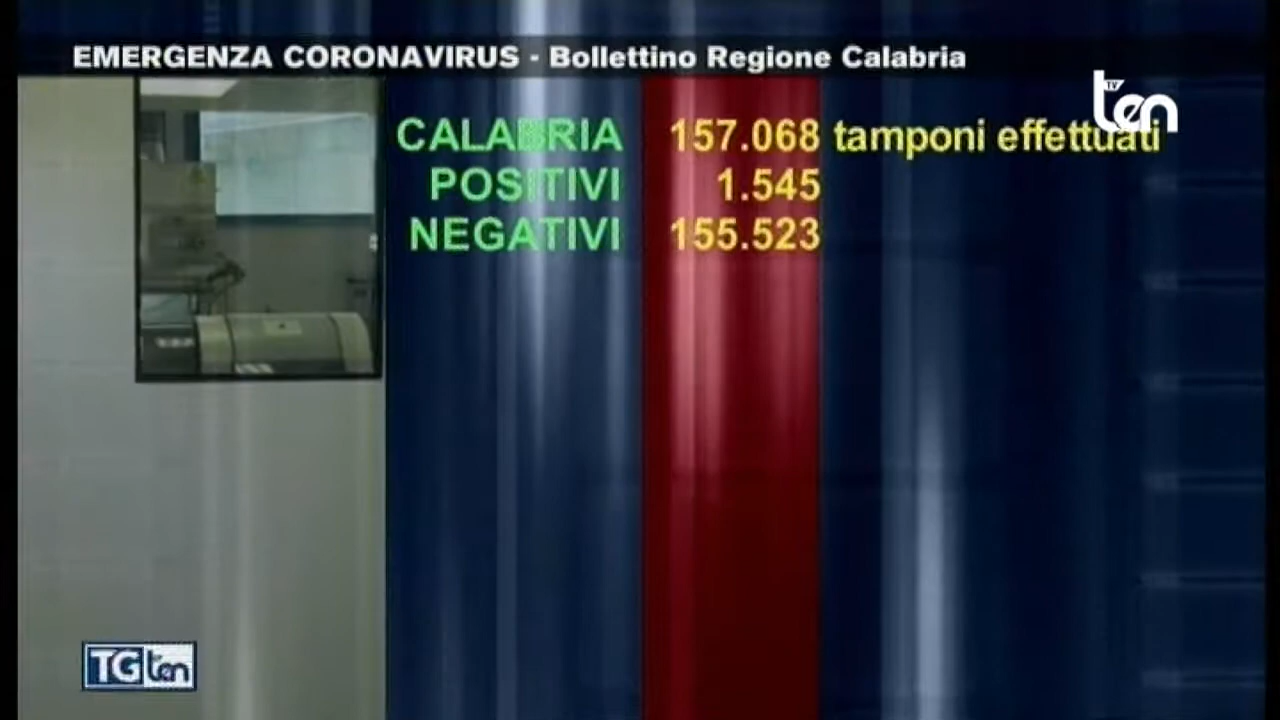 EMERGENZA CORONAVIRUS - Bollettino Regione Calabria
TV
ten
CALABRIA 157.068 tamponi effettuati
POSITIVI 1.545
NEGATIVI 155.523
TG ten